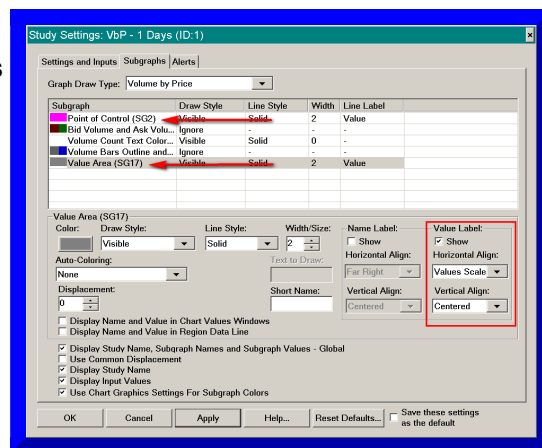 s
Study Settings: VbP - 1 Days (ID:1)
Settings and Inputs Subgraphs Alerts
Graph Draw Type: Volume by Price
Subgraph Draw Style Line Style Width Line Label
Point of Control (SG2) Visible Solid 2 Value
Bid Volume and Ask Volu... Ignore - - -
Volume Count Text Color... Visible Solid 0 -
Volume Bars Outline and... Ignore - - -
Value Area (SG17) Visible Solid 2 Value
Value Area (SG17)
Color: Draw Style: Line Style: Width/Size: Name Label: Value Label:
Visible Solid 2 Show Show
Auto-Coloring: Text to Draw: Horizontal Align: Horizontal Align:
None Far Right Values Scale
Displacement: Short Name: Vertical Align: Vertical Align:
0 Centered Centered
Display Name and Value in Chart Values Windows
Display Name and Value in Region Data Line
Display Study Name, Subgraph Names and Subgraph Values - Global
Use Common Displacement
Display Study Name
Display Input Values
Use Chart Graphics Settings For Subgraph Colors
OK Cancel Apply Help... Reset Defaults... Save these settings
as the default